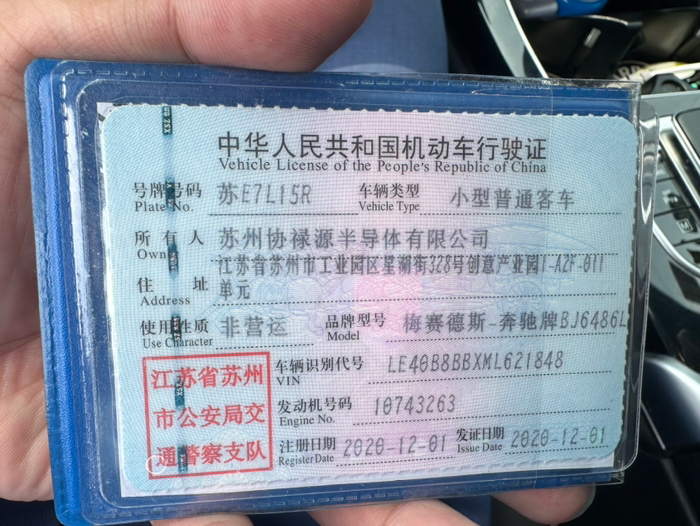 中华人民共和国机动车行驶证
Vehicle License of the People's Republic of China
号牌号码 苏E7L15R 车辆类型 小型普通客车
Plate No. Vehicle Type
所有人 苏州协禄源半导体有限公司
Owner
江苏省苏州市工业园区星湖街328号创意产业园1-A2F-011
住址 单元
Address
使用性质 非营运 品牌型号 梅赛德斯-奔驰牌BJ6486L
Use Character Model
江苏省苏州 车辆识别代号 LE40B8BBXML621848
VIN
市公安局交 发动机号码 10743263
Engine No.
通警察支队 注册日期 2020-12-01 发证日期 2020-12-01
Register Date Issue Date